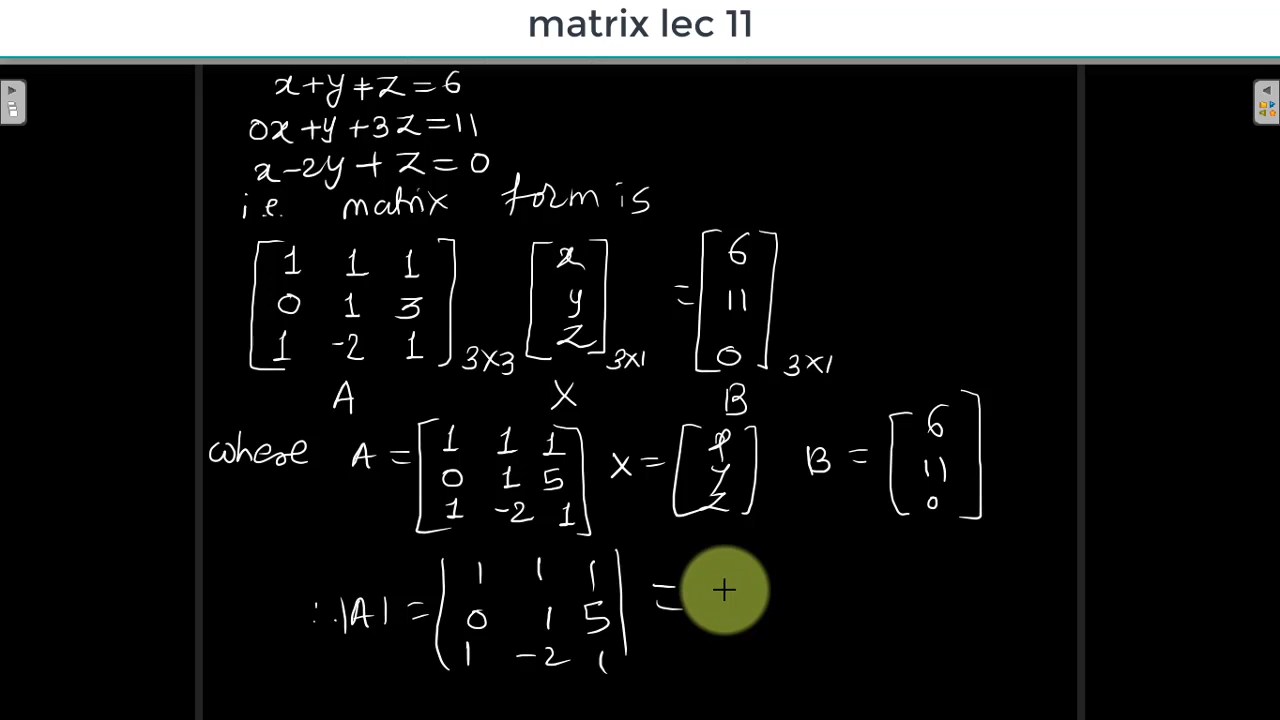 matrix lec 11
x+y+z=6
0x+y+3z=11
x-2y+z=0
i.e. matrix form is
[1 1 1] [x] [6]
[0 1 3] [y] = [11]
[1 -2 1] 3x3 [z] 3x1 [0] 3x1
A X B
where A = [1 1 1] X = [x] B = [6]
[0 1 5] [y] [11]
[1 -2 1] [z] [0]
| 1 1 1 |
∴ |A| = | 0 1 5 | =
| 1 -2 1 |